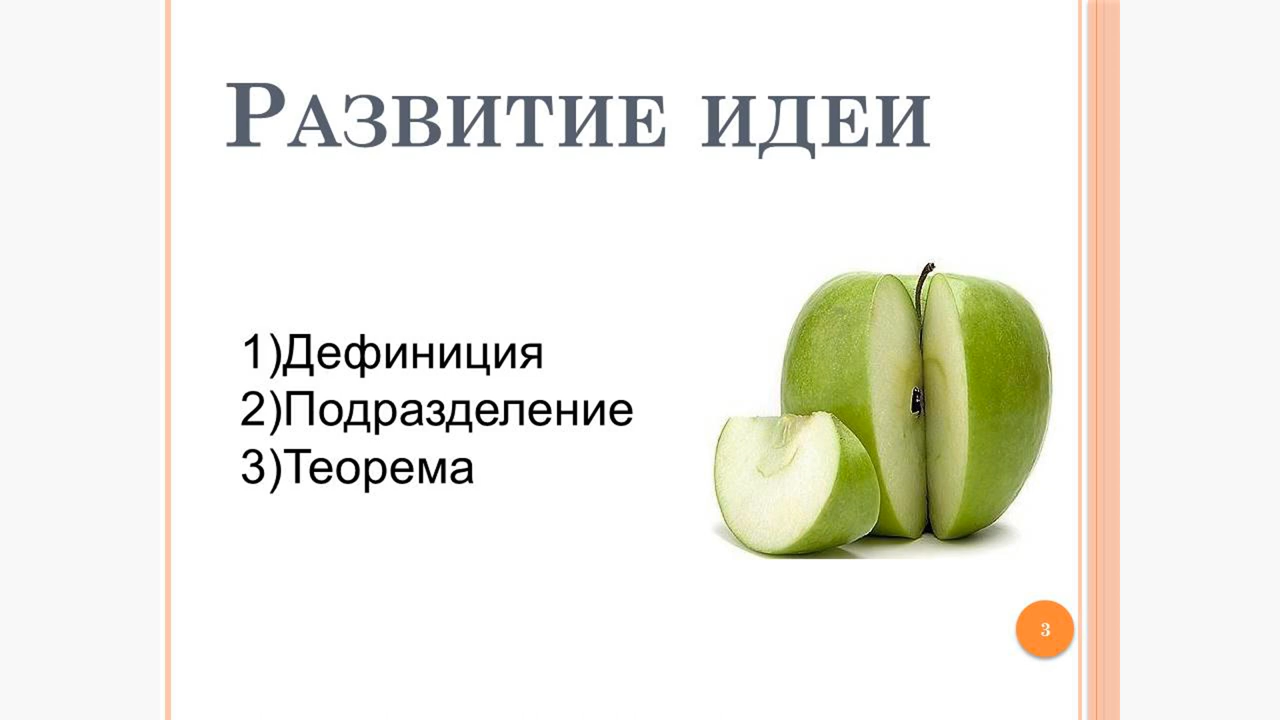 Развитие идеи
1)Дефиниция
2)Подразделение
3)Теорема
3